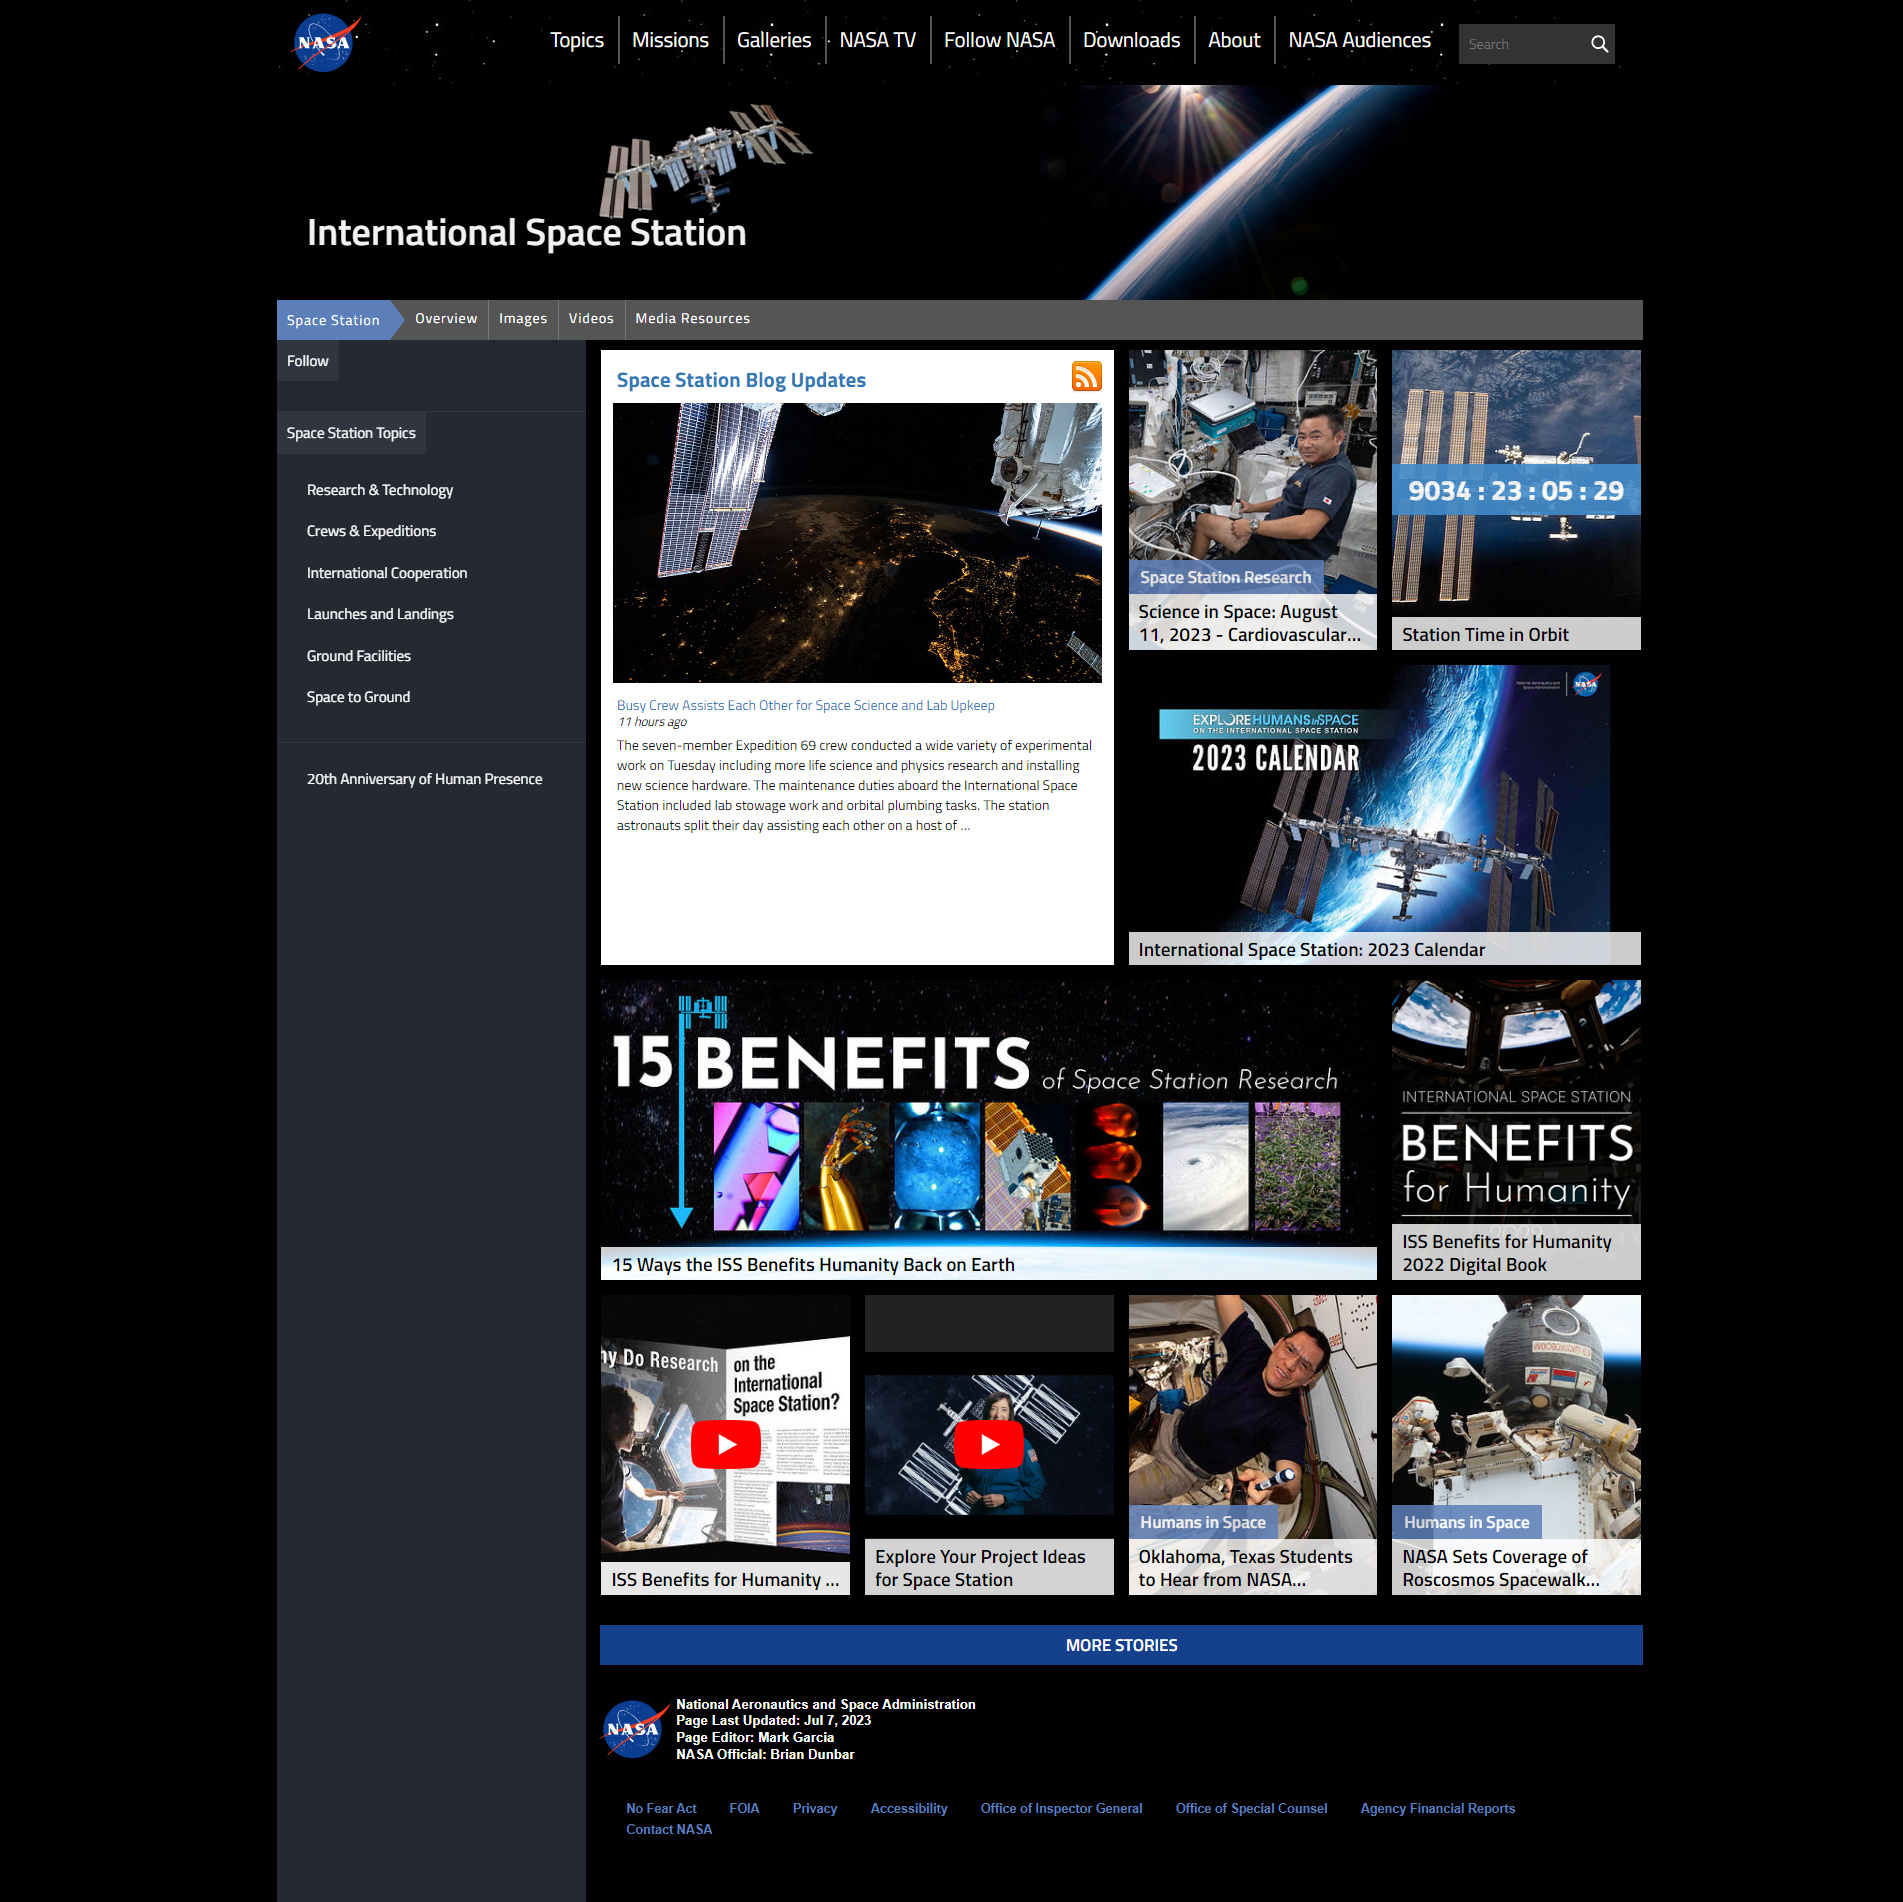 NASA
Topics
Missions
Galleries
NASA TV
Follow NASA
Downloads
About
NASA Audiences
Search
International Space Station
Space Station
Overview
Images
Videos
Media Resources
Follow
Space Station Topics
Research & Technology
Crews & Expeditions
International Cooperation
Launches and Landings
Ground Facilities
Space to Ground
20th Anniversary of Human Presence
Space Station Blog Updates
Busy Crew Assists Each Other for Space Science and Lab Upkeep
11 hours ago
The seven-member Expedition 69 crew conducted a wide variety of experimental
work on Tuesday including more life science and physics research and installing
new science hardware. The maintenance duties aboard the International Space
Station included lab stowage work and orbital plumbing tasks. The station
astronauts split their day assisting each other on a host of ...
Space Station Research
Science in Space: August
11, 2023 - Cardiovascular...
9034 : 23 : 05 : 29
Station Time in Orbit
National Aeronautics and
Space Administration
NASA
EXPLORE HUMANS in SPACE
ON THE INTERNATIONAL SPACE STATION
2023 CALENDAR
International Space Station: 2023 Calendar
15 BENEFITS of Space Station Research
15 Ways the ISS Benefits Humanity Back on Earth
INTERNATIONAL SPACE STATION
BENEFITS
for Humanity
2022
ISS Benefits for Humanity
2022 Digital Book
hy Do Research
on the
International
Space Station?
ISS Benefits for Humanity ...
Explore Your Project Ideas
for Space Station
Humans in Space
Oklahoma, Texas Students
to Hear from NASA...
Humans in Space
NASA Sets Coverage of
Roscosmos Spacewalk...
MORE STORIES
NASA
National Aeronautics and Space Administration
Page Last Updated: Jul 7, 2023
Page Editor: Mark Garcia
NASA Official: Brian Dunbar
No Fear Act
FOIA
Privacy
Accessibility
Office of Inspector General
Office of Special Counsel
Agency Financial Reports
Contact NASA